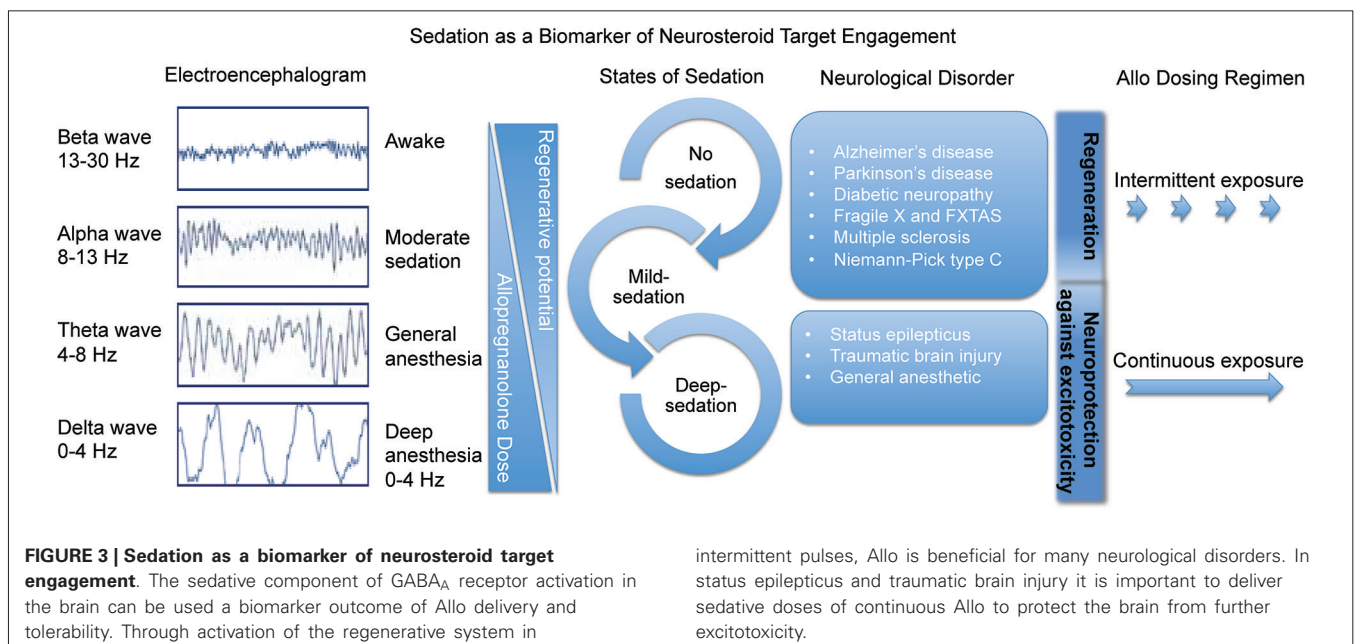 Sedation as a Biomarker of Neurosteroid Target Engagement
Electroencephalogram
Beta wave
13-30 Hz
Awake
Alpha wave
8-13 Hz
Moderate
sedation
Theta wave
4-8 Hz
General
anesthesia
Delta wave
0-4 Hz
Deep
anesthesia
0-4 Hz
Regenerative potential
Allopregnanolone Dose
States of Sedation
No
sedation
Mild-
sedation
Deep-
sedation
Neurological Disorder
• Alzheimer's disease
• Parkinson's disease
• Diabetic neuropathy
• Fragile X and FXTAS
• Multiple sclerosis
• Niemann-Pick type C
• Status epilepticus
• Traumatic brain injury
• General anesthetic
Regeneration
Neuroprotection
against excitotoxicity
Allo Dosing Regimen
Intermittent exposure
Continuous exposure
FIGURE 3 | Sedation as a biomarker of neurosteroid target
engagement. The sedative component of GABAA receptor activation in
the brain can be used a biomarker outcome of Allo delivery and
tolerability. Through activation of the regenerative system in
intermittent pulses, Allo is beneficial for many neurological disorders. In
status epilepticus and traumatic brain injury it is important to deliver
sedative doses of continuous Allo to protect the brain from further
excitotoxicity.